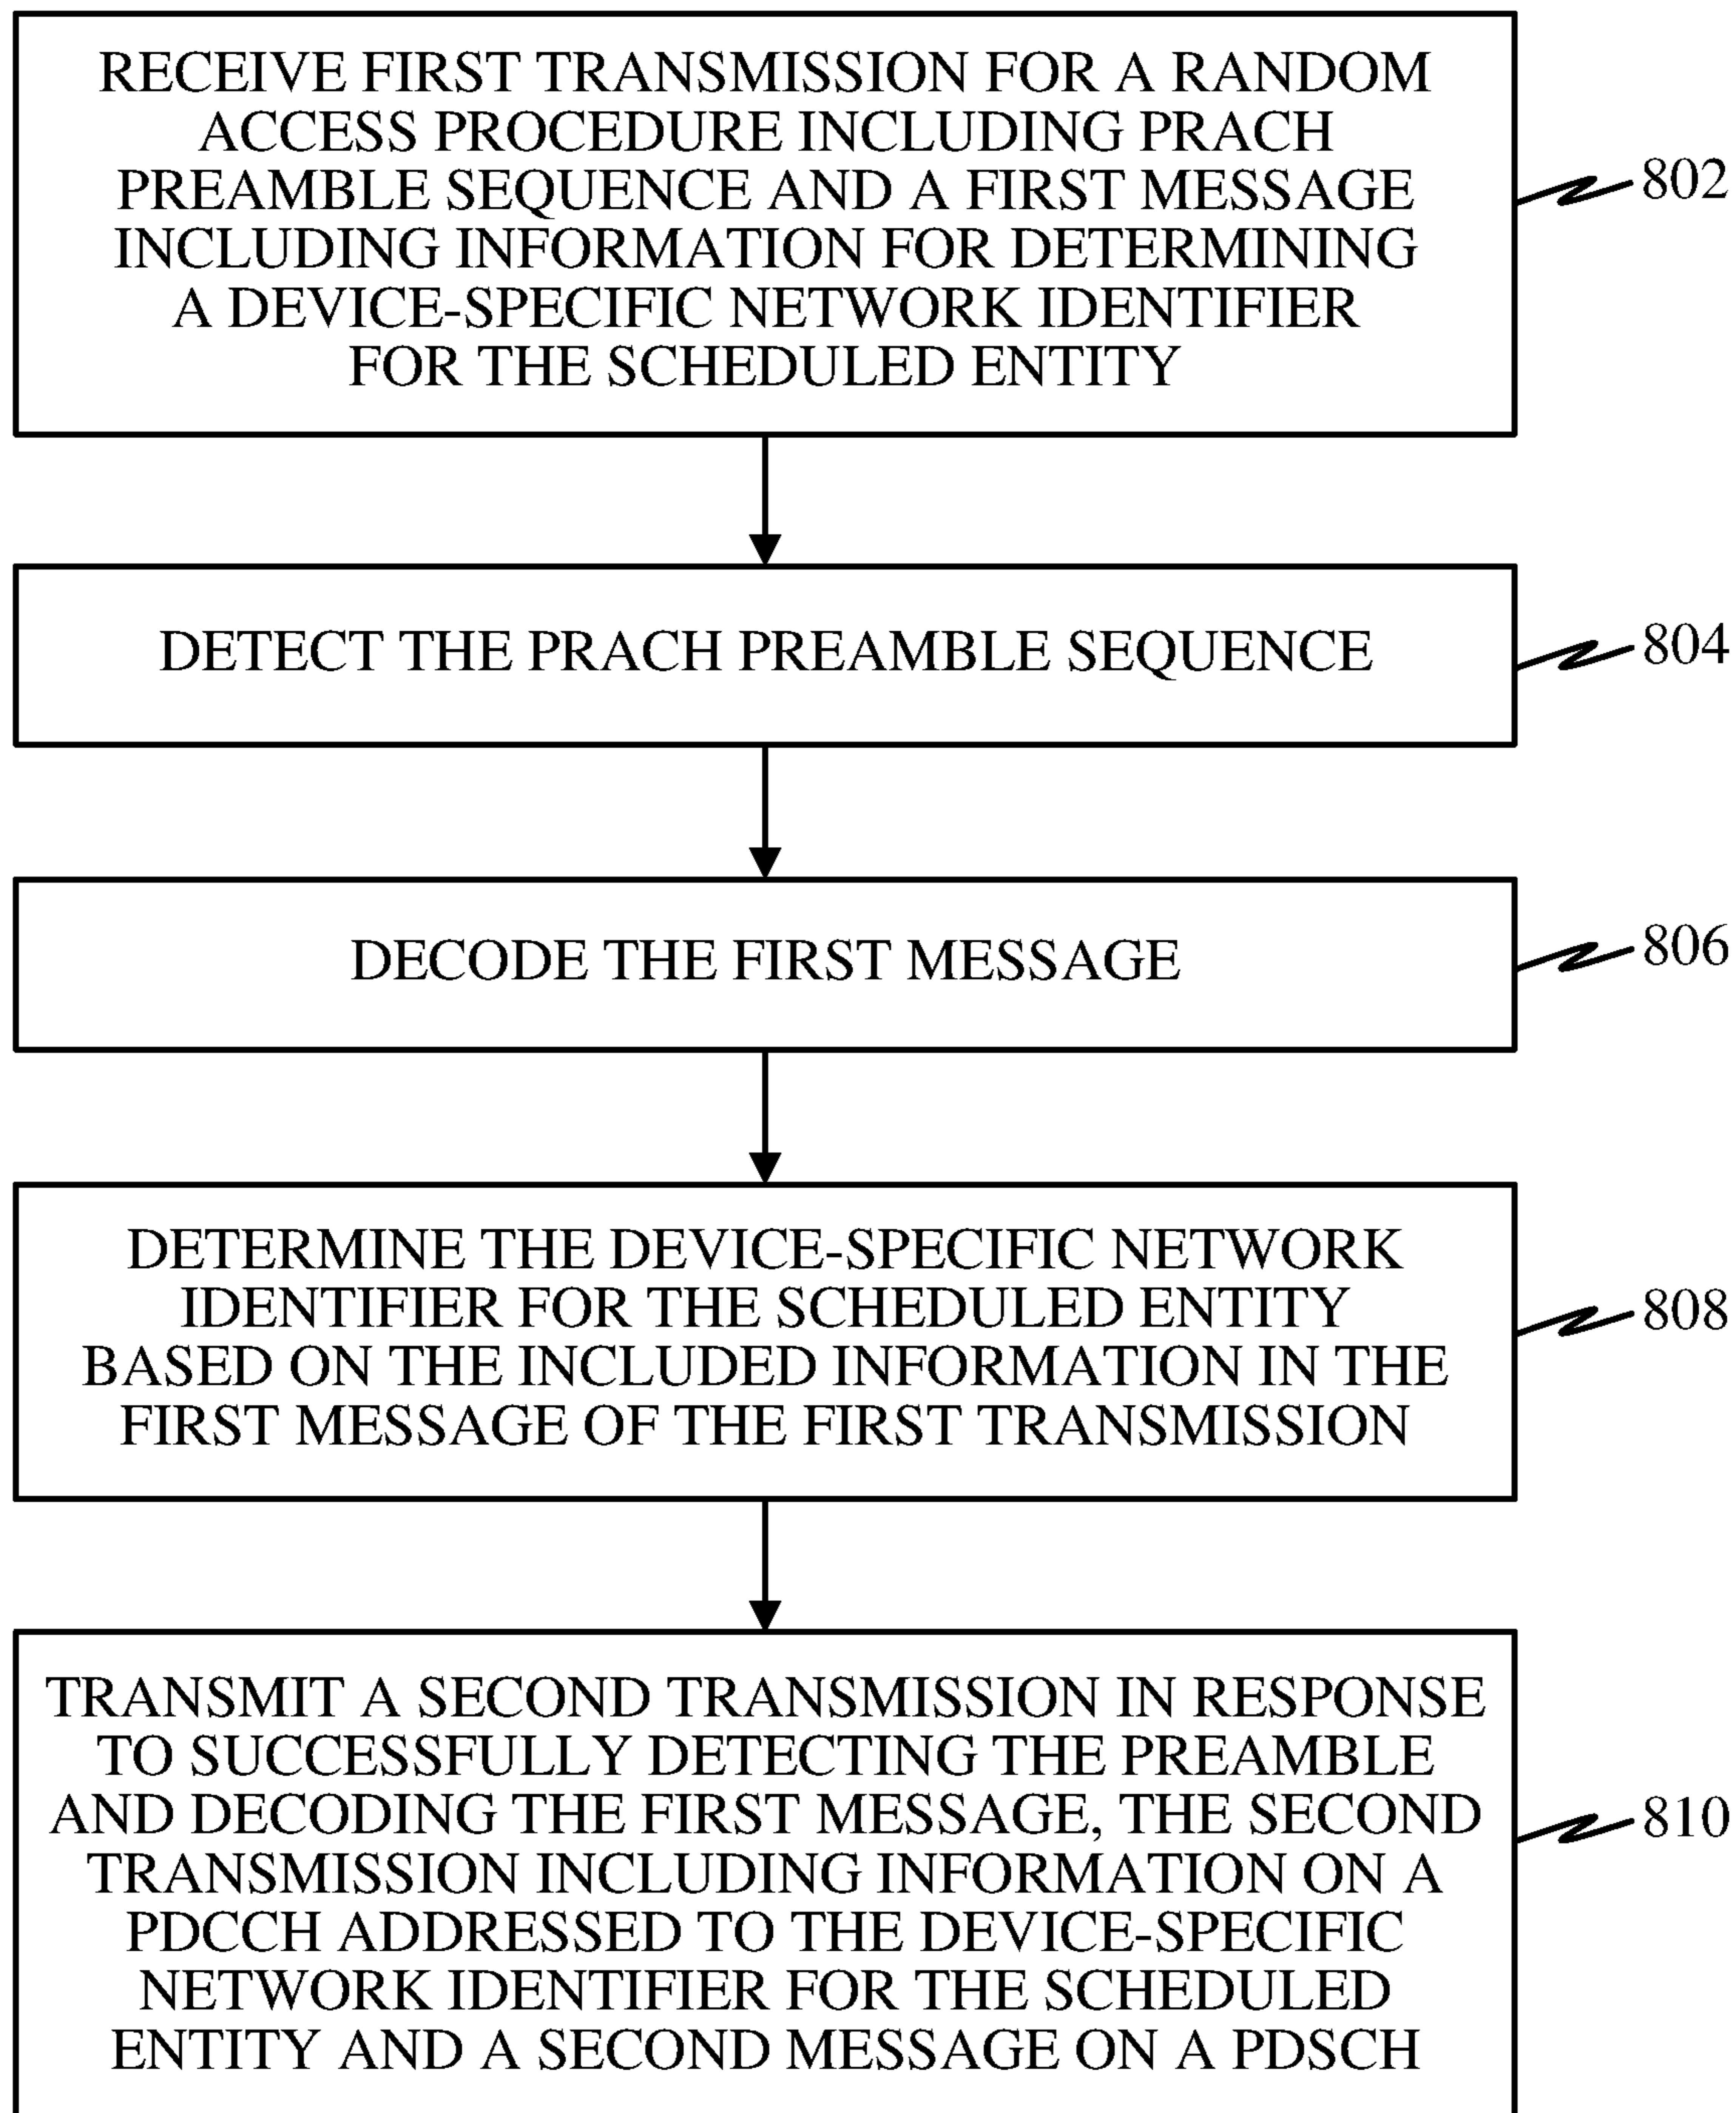 RECEIVE FIRST TRANSMISSION FOR A RANDOM
ACCESS PROCEDURE INCLUDING PRACH
PREAMBLE SEQUENCE AND A FIRST MESSAGE
INCLUDING INFORMATION FOR DETERMINING
A DEVICE-SPECIFIC NETWORK IDENTIFIER
FOR THE SCHEDULED ENTITY
802
DETECT THE PRACH PREAMBLE SEQUENCE
804
DECODE THE FIRST MESSAGE
806
DETERMINE THE DEVICE-SPECIFIC NETWORK
IDENTIFIER FOR THE SCHEDULED ENTITY
BASED ON THE INCLUDED INFORMATION IN THE
FIRST MESSAGE OF THE FIRST TRANSMISSION
808
TRANSMIT A SECOND TRANSMISSION IN RESPONSE
TO SUCCESSFULLY DETECTING THE PREAMBLE
AND DECODING THE FIRST MESSAGE, THE SECOND
TRANSMISSION INCLUDING INFORMATION ON A
PDCCH ADDRESSED TO THE DEVICE-SPECIFIC
NETWORK IDENTIFIER FOR THE SCHEDULED
ENTITY AND A SECOND MESSAGE ON A PDSCH
810